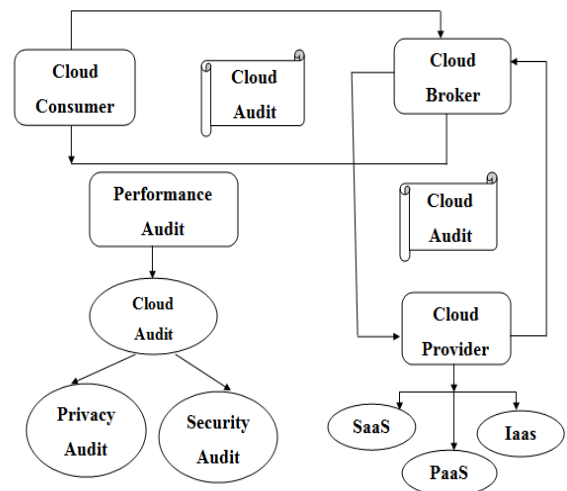 Cloud
Consumer
Cloud
Audit
Cloud
Broker
Performance
Audit
Cloud
Audit
Cloud
Audit
Cloud
Provider
Privacy
Audit
Security
Audit
SaaS
PaaS
Iaas